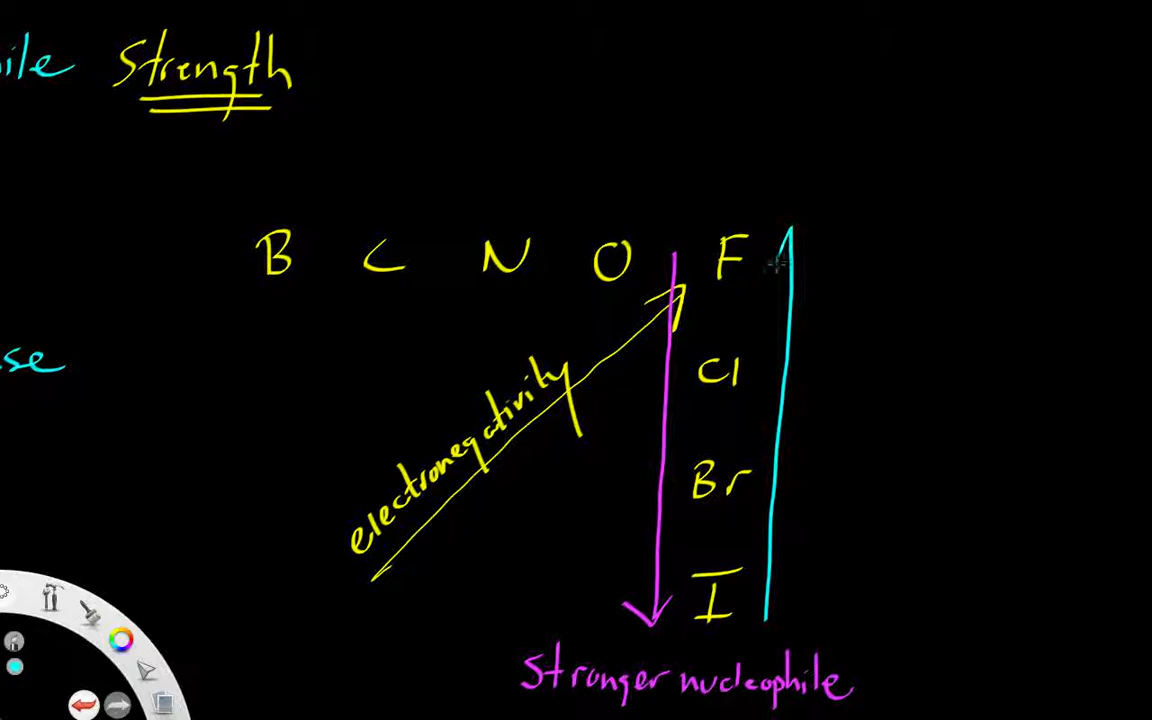 ile Strength
B C N O F
se
Cl
electronegativity
Br
I
Stronger nucleophile